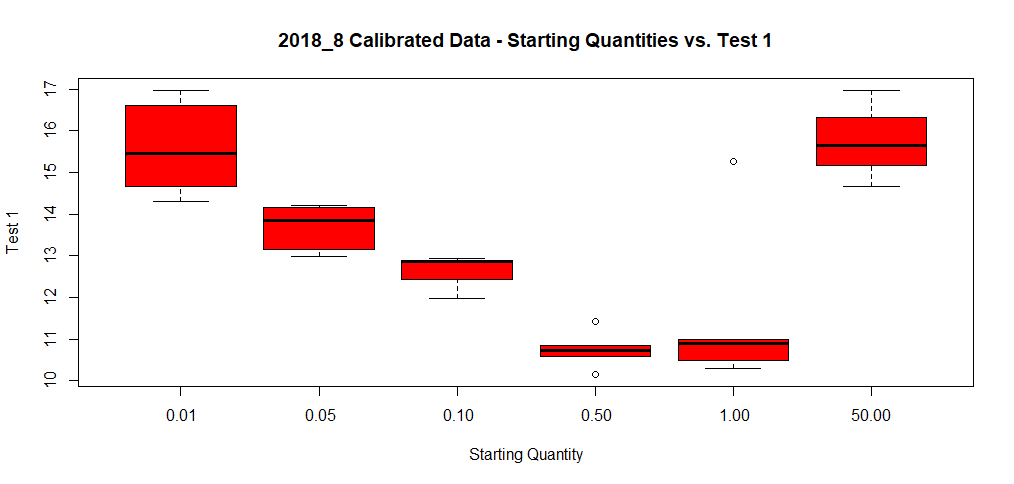 2018_8 Calibrated Data - Starting Quantities vs. Test 1
17
16
15
14
13
12
11
10
Test 1
0.01 0.05 0.10 0.50 1.00 50.00
Starting Quantity